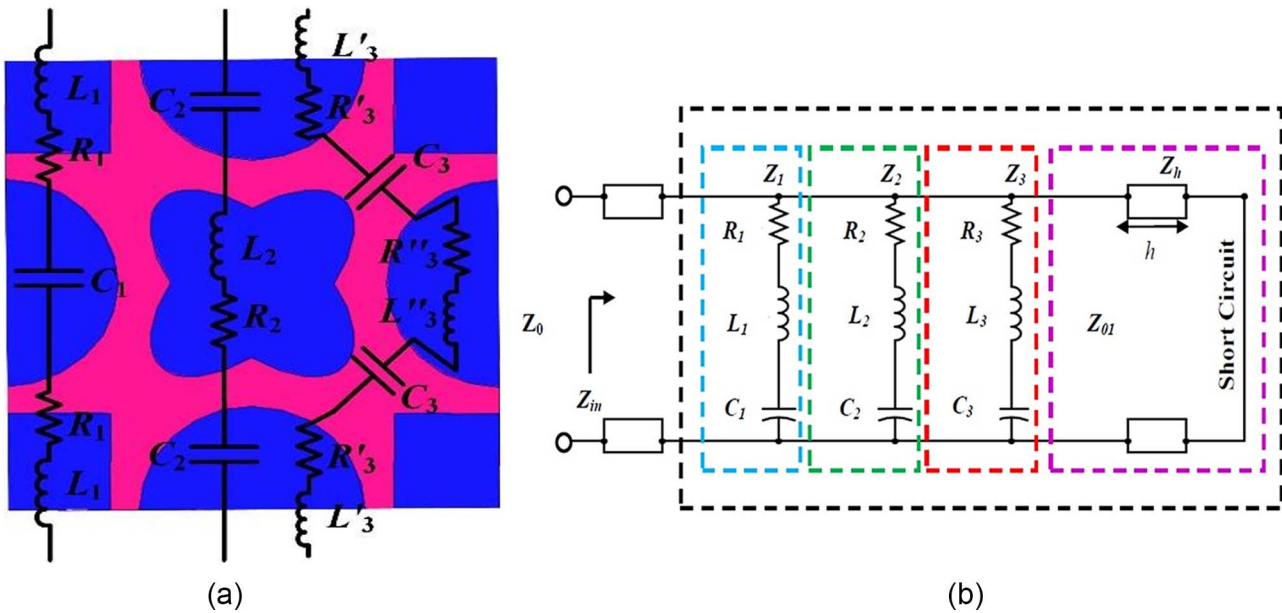 L₁
R₁
C₁
R₁
L₁
C₂
L₂
R₂
C₂
L'₃
R'₃
C₃
R"₃
L"₃
C₃
R'₃
L'₃
(a)
Z₀
Zᵢₙ
Z₁
R₁
L₁
C₁
Z₂
R₂
L₂
C₂
Z₃
R₃
L₃
C₃
Zₕ
h
Z₀₁
Short Circuit
(b)